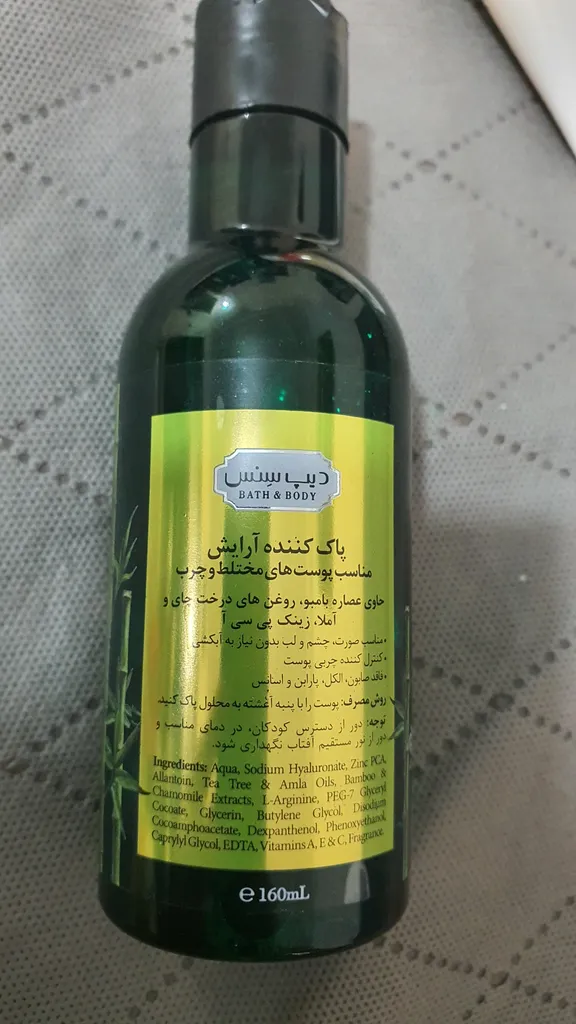 دیپ سِنس
BATH & BODY
پاک کننده آرایش
مناسب پوست های مختلط و چرب
حاوی عصاره بامبو، روغن های درخت چای و
آملا، زینک پی سی آ
•مناسب صورت، چشم و لب بدون نیاز به آبکشی
•کنترل کننده چربی پوست
•فاقد صابون، الکل، پارابن و اسانس
روش مصرف: پوست را با پنبه آغشته به محلول پاک کنید.
توجه: دور از دسترس کودکان، در دمای مناسب و
دور از نور مستقیم آفتاب نگهداری شود.
Ingredients: Aqua, Sodium Hyaluronate, Zinc PCA,
Allantoin, Tea Tree & Amla Oils, Bamboo &
Chamomile Extracts, L-Arginine, PEG-7 Glyceryl
Cocoate, Glycerin, Butylene Glycol, Disodium
Cocoamphoacetate, Dexpanthenol, Phenoxyethanol,
Caprylyl Glycol, EDTA, Vitamins A, E & C, Fragrance.
℮ 160mL